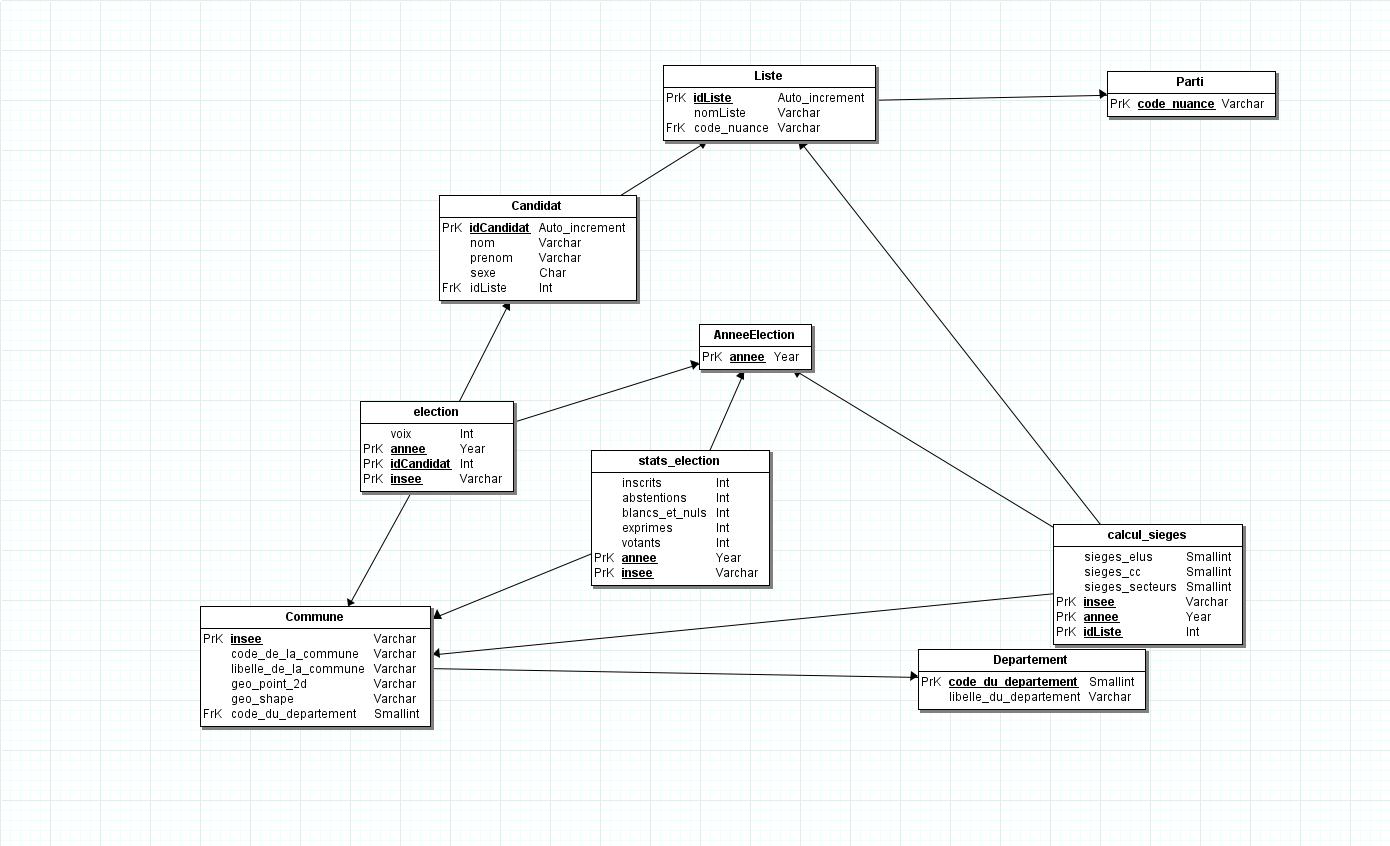 Liste
PrK idListe Auto_increment
nomListe Varchar
FrK code_nuance Varchar
Parti
PrK code_nuance Varchar
Candidat
PrK idCandidat Auto_increment
nom Varchar
prenom Varchar
sexe Char
FrK idListe Int
AnneeElection
PrK annee Year
election
voix Int
PrK annee Year
PrK idCandidat Int
PrK insee Varchar
stats_election
inscrits Int
abstentions Int
blancs_et_nuls Int
exprimes Int
votants Int
PrK annee Year
PrK insee Varchar
calcul_sieges
sieges_elus Smallint
sieges_cc Smallint
sieges_secteurs Smallint
PrK insee Varchar
PrK annee Year
PrK idListe Int
Commune
PrK insee Varchar
code_de_la_commune Varchar
libelle_de_la_commune Varchar
geo_point_2d Varchar
geo_shape Varchar
FrK code_du_departement Smallint
Departement
PrK code_du_departement Smallint
libelle_du_departement Varchar